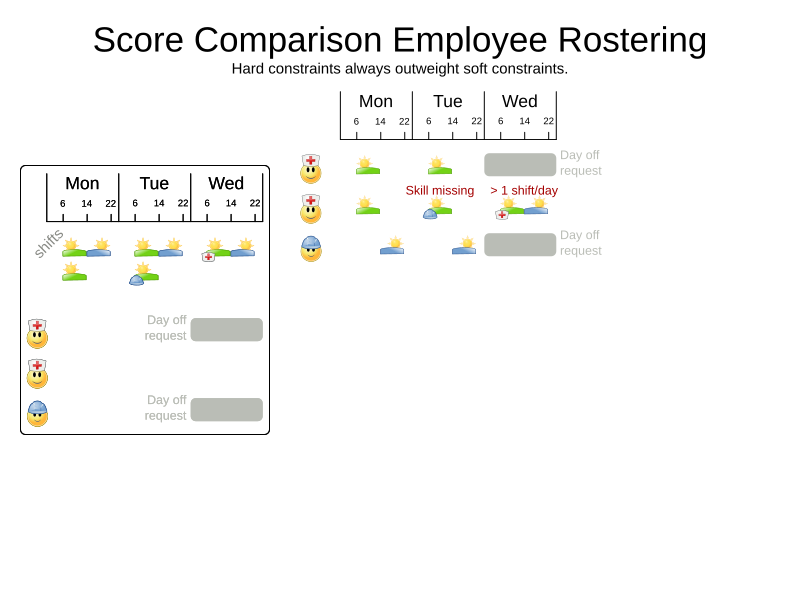 Score Comparison Employee Rostering
Hard constraints always outweight soft constraints.
Mon Tue Wed
6 14 22 6 14 22 6 14 22
Day off
request
Skill missing > 1 shift/day
Day off
request
Mon Tue Wed
6 14 22 6 14 22 6 14 22
shifts
Day off
request
Day off
request